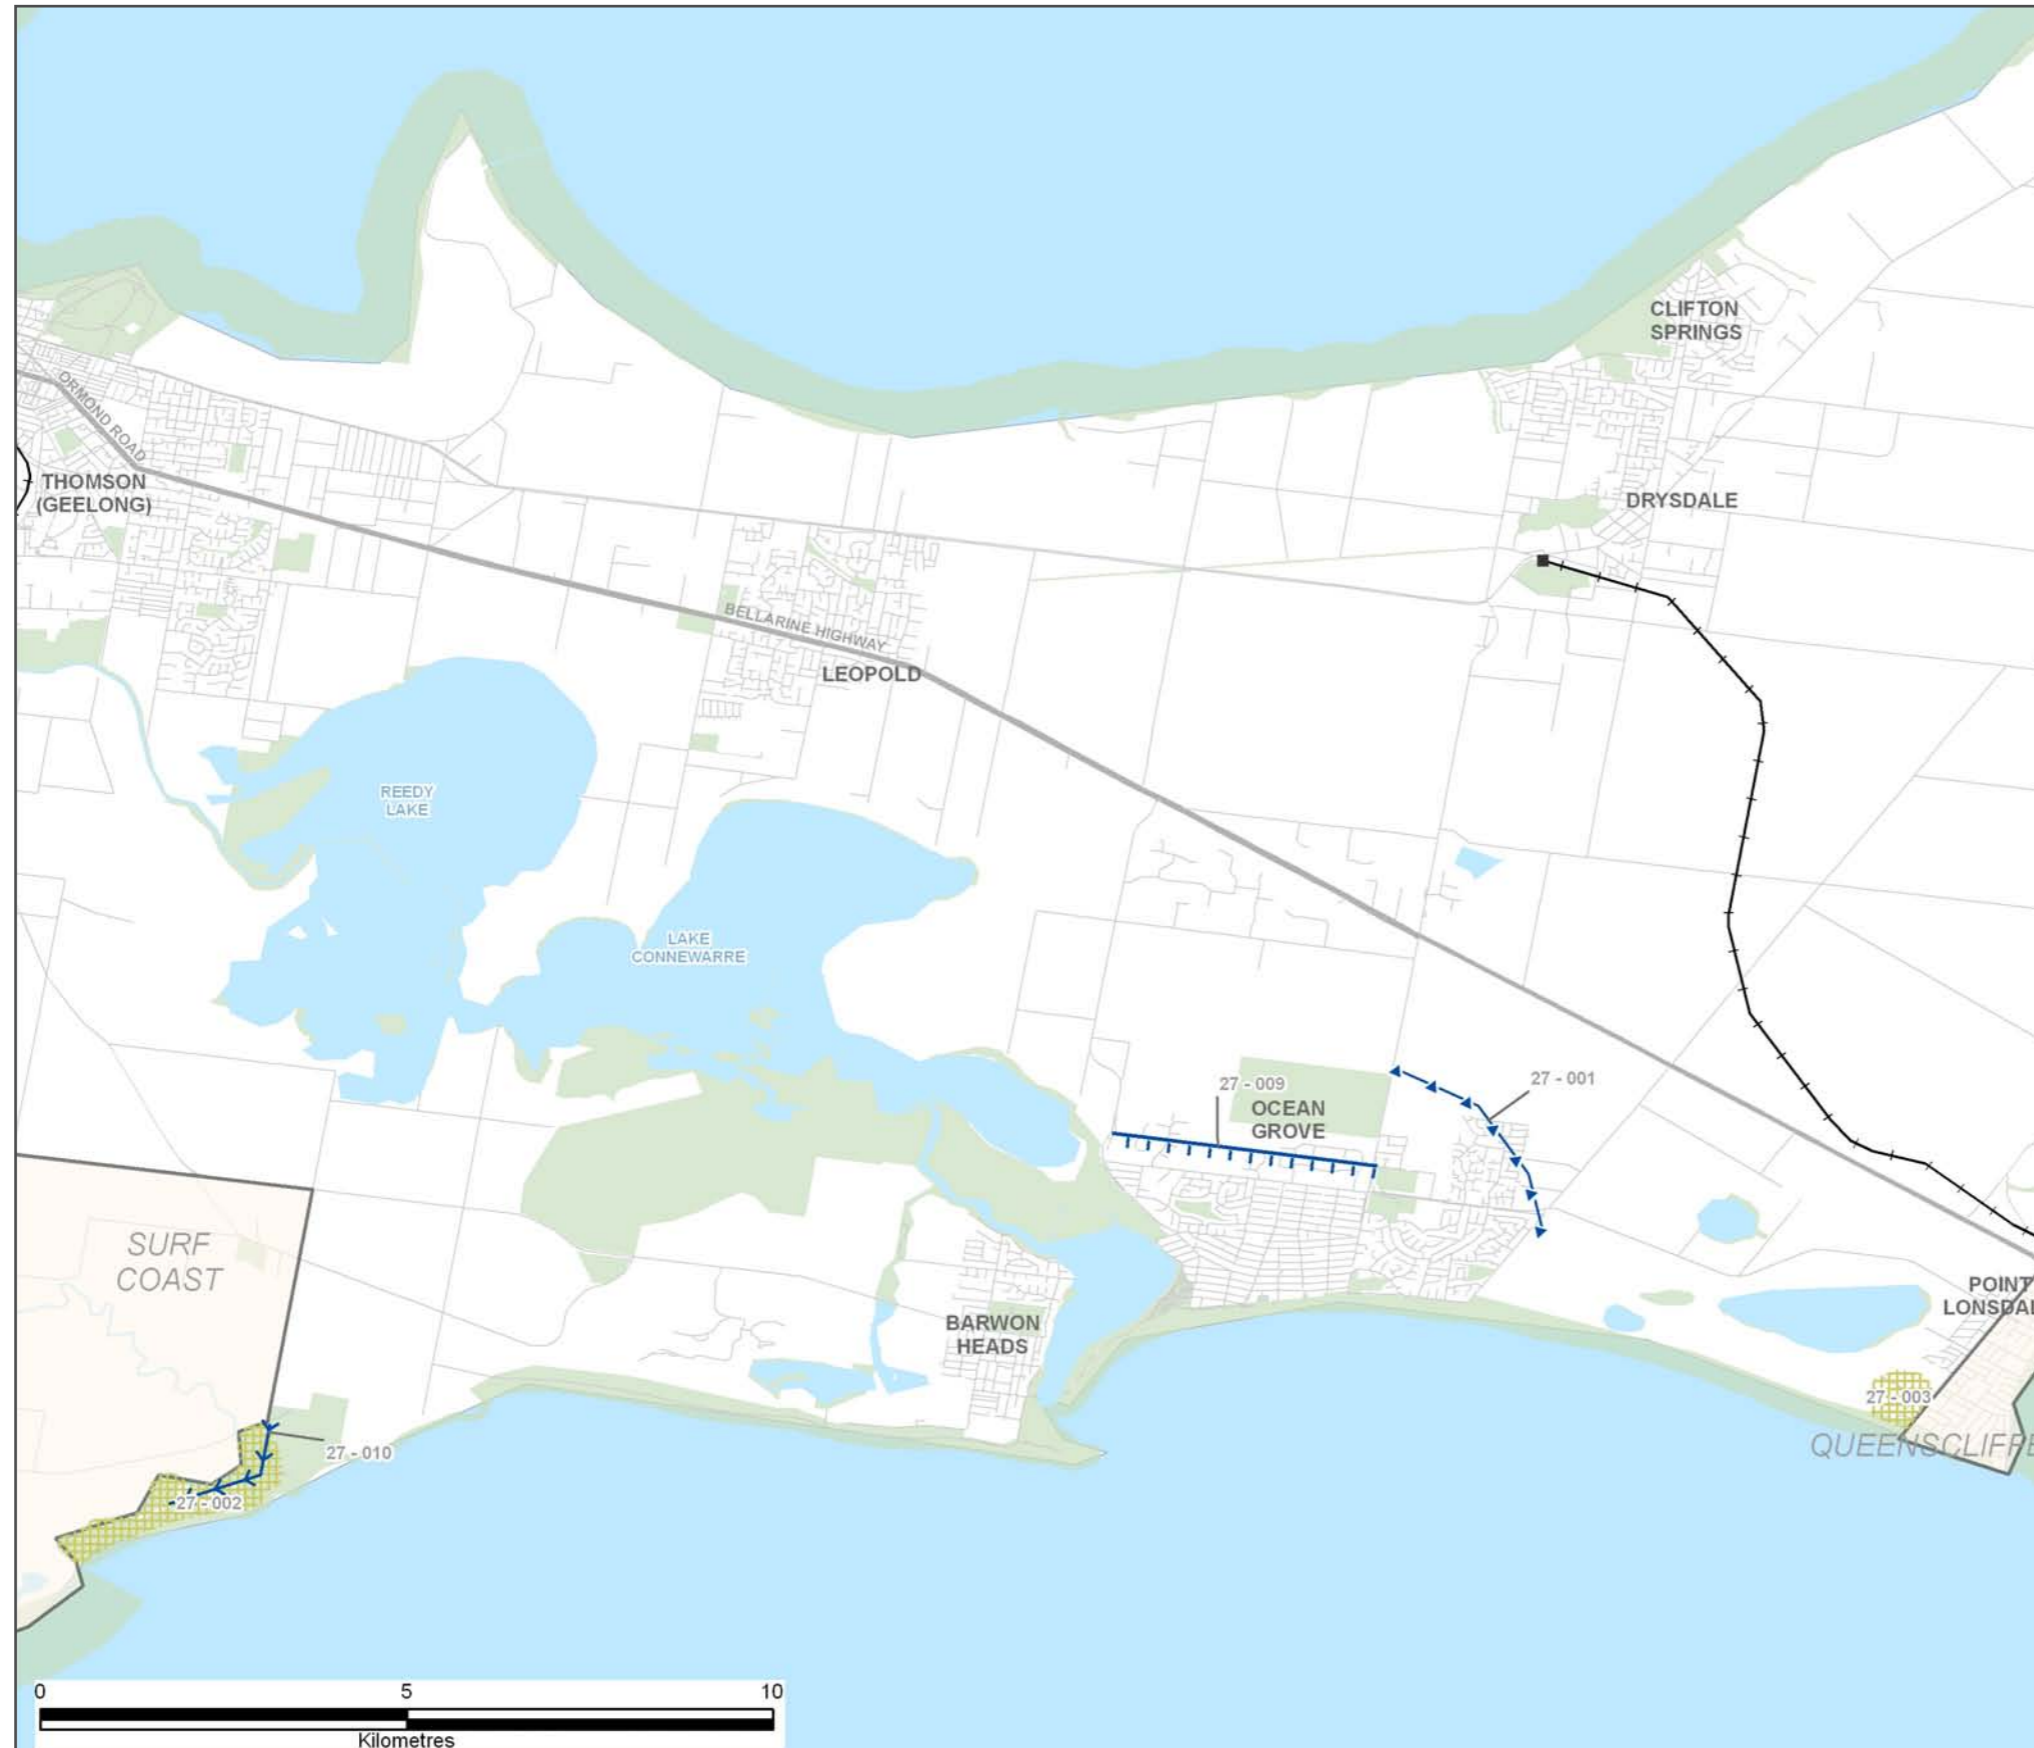 CLIFTON
SPRINGS
ORMOND ROAD
THOMSON
(GEELONG)
DRYSDALE
BELLARINE HIGHWAY
LEOPOLD
REEDY
LAKE
LAKE
CONNEWARRE
27 - 009
27 - 001
OCEAN
GROVE
SURF
COAST
POINT
BARWON
HEADS
27 - 003
27 - 010
27 - 002
0 5 10
Kilometres